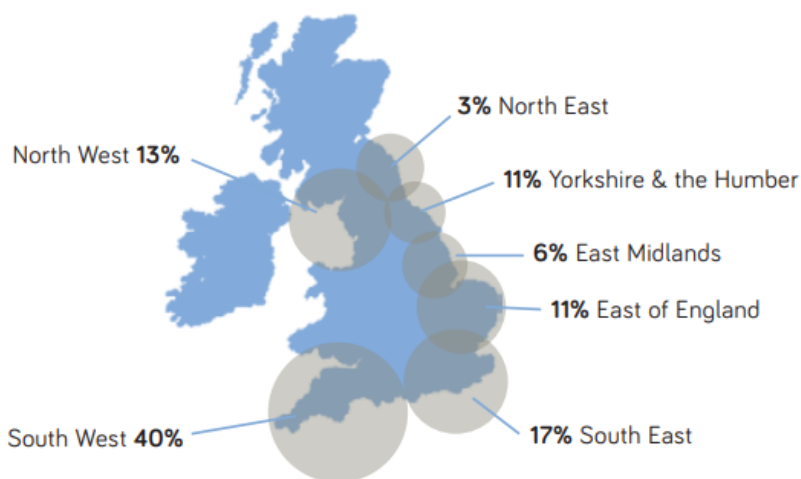 3% North East
North West 13%
11% Yorkshire & the Humber
6% East Midlands
11% East of England
South West 40%
17% South East